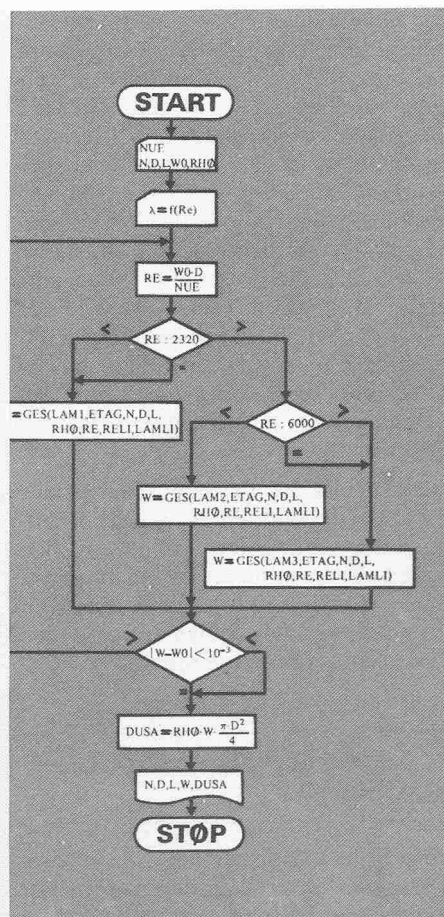 START
NUE
N,D,L,W0,RHØ
λ=f(Re)
RE=W0·D
NUE
< >
RE : 2320
=
=GES(LAM1,ETAG,N,D,L,
RHØ,RE,RELI,LAMLI)
< >
RE : 6000
=
W=GES(LAM2,ETAG,N,D,L,
RHØ,RE,RELI,LAMLI)
W=GES(LAM3,ETAG,N,D,L,
RHØ,RE,RELI,LAMLI)
> <
|W–W0|<10⁻³
=
DUSA=RHØ·W·π·D²
4
N,D,L,W,DUSA
STØP